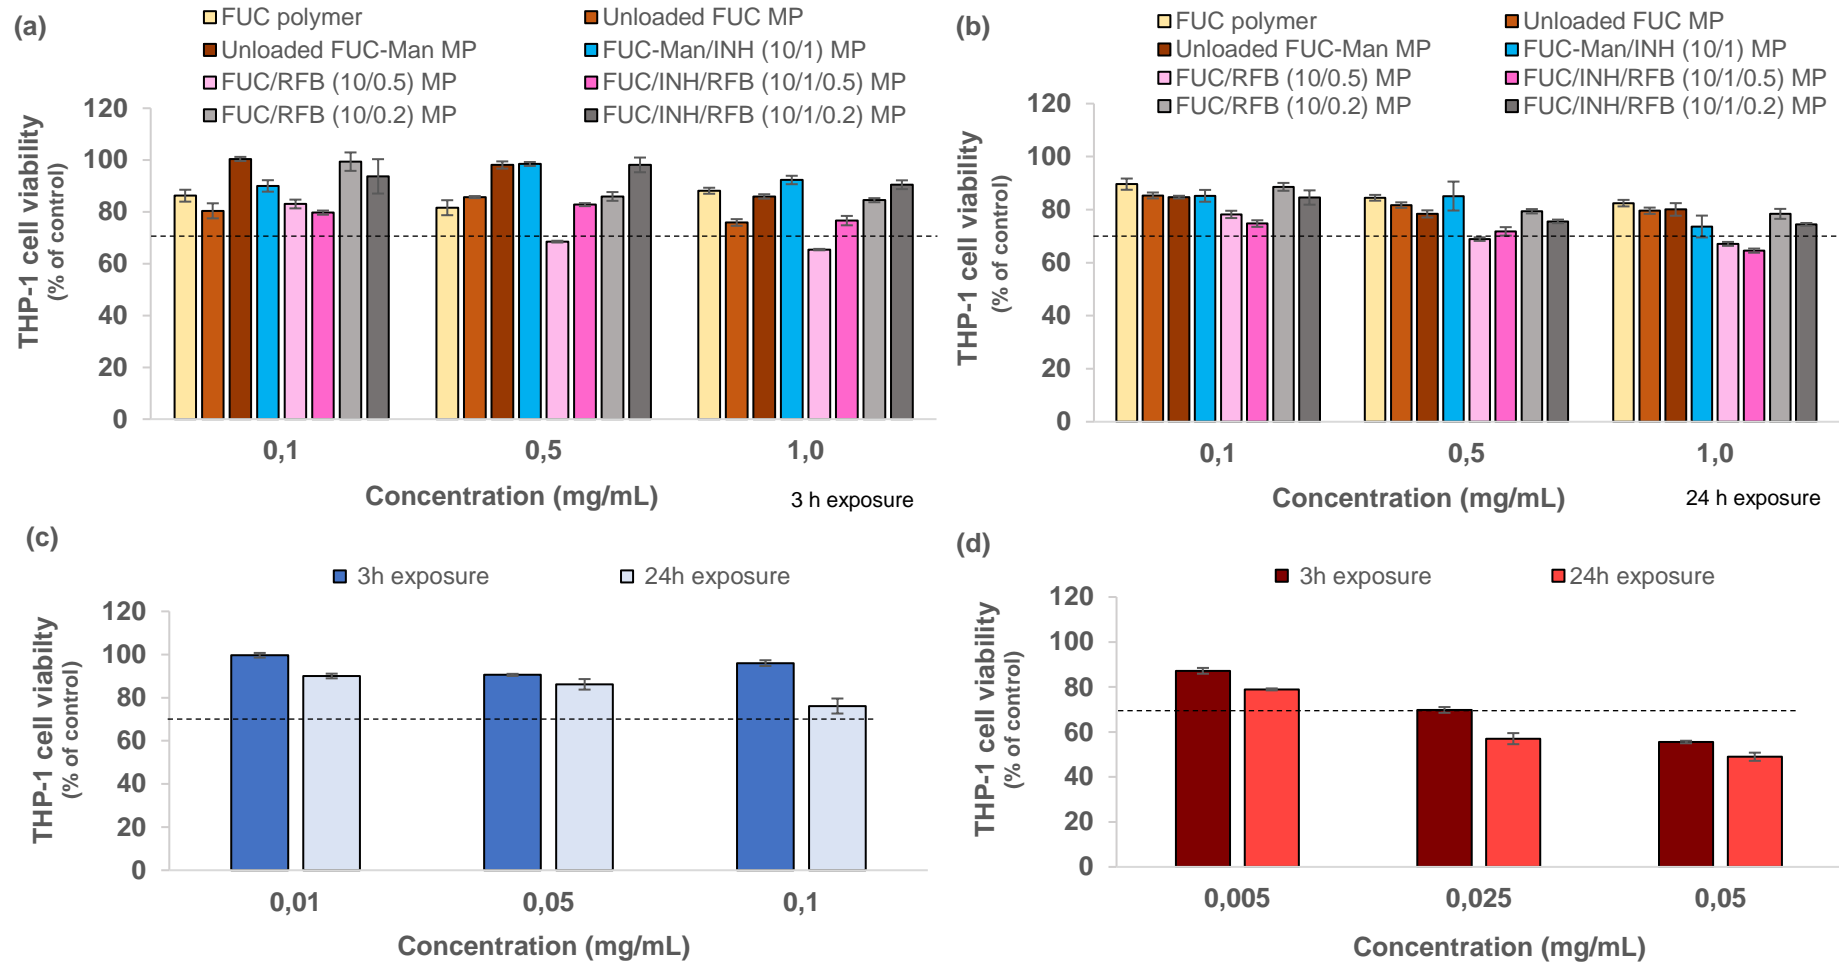 (a)
FUC polymer
Unloaded FUC MP
Unloaded FUC-Man MP
FUC-Man/INH (10/1) MP
FUC/RFB (10/0.5) MP
FUC/INH/RFB (10/1/0.5) MP
FUC/RFB (10/0.2) MP
FUC/INH/RFB (10/1/0.2) MP
THP-1 cell viability
(% of control)
120
100
80
60
40
20
0
0,1
0,5
1,0
Concentration (mg/mL)
3 h exposure
(b)
FUC polymer
Unloaded FUC MP
Unloaded FUC-Man MP
FUC-Man/INH (10/1) MP
FUC/RFB (10/0.5) MP
FUC/INH/RFB (10/1/0.5) MP
FUC/RFB (10/0.2) MP
FUC/INH/RFB (10/1/0.2) MP
THP-1 cell viability
(% of control)
120
100
80
60
40
20
0
0,1
0,5
1,0
Concentration (mg/mL)
24 h exposure
(c)
3h exposure
24h exposure
THP-1 cell viabilty
(% of control)
120
100
80
60
40
20
0
0,01
0,05
0,1
Concentration (mg/mL)
(d)
3h exposure
24h exposure
THP-1 cell viability
(% of control)
120
100
80
60
40
20
0
0,005
0,025
0,05
Concentration (mg/mL)